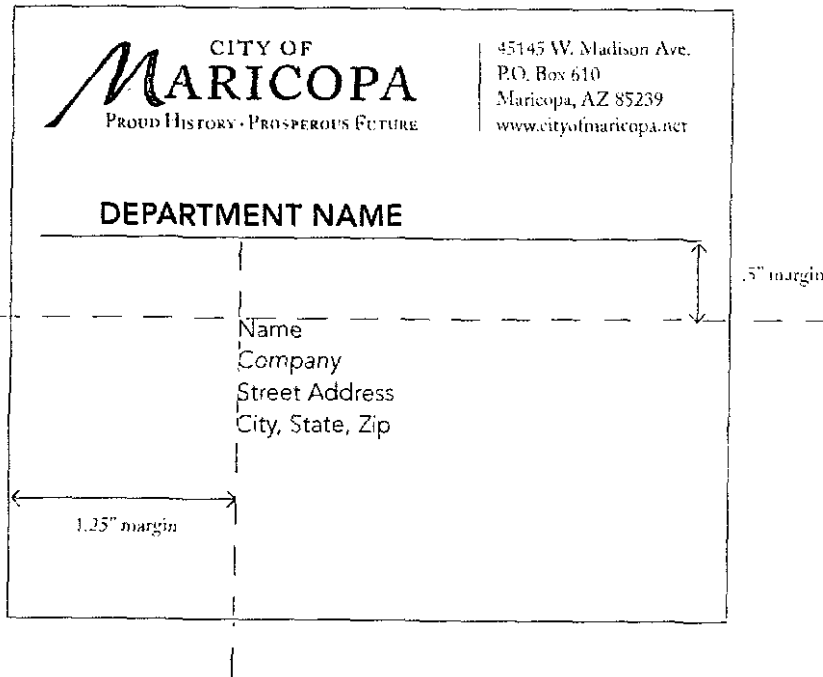 CITY OF
MARICOPA
PROUD HISTORY · PROSPEROUS FUTURE
45145 W. Madison Ave.
P.O. Box 610
Maricopa, AZ 85239
www.cityofmaricopa.net
DEPARTMENT NAME
.5" margin
Name
Company
Street Address
City, State, Zip
1.25" margin